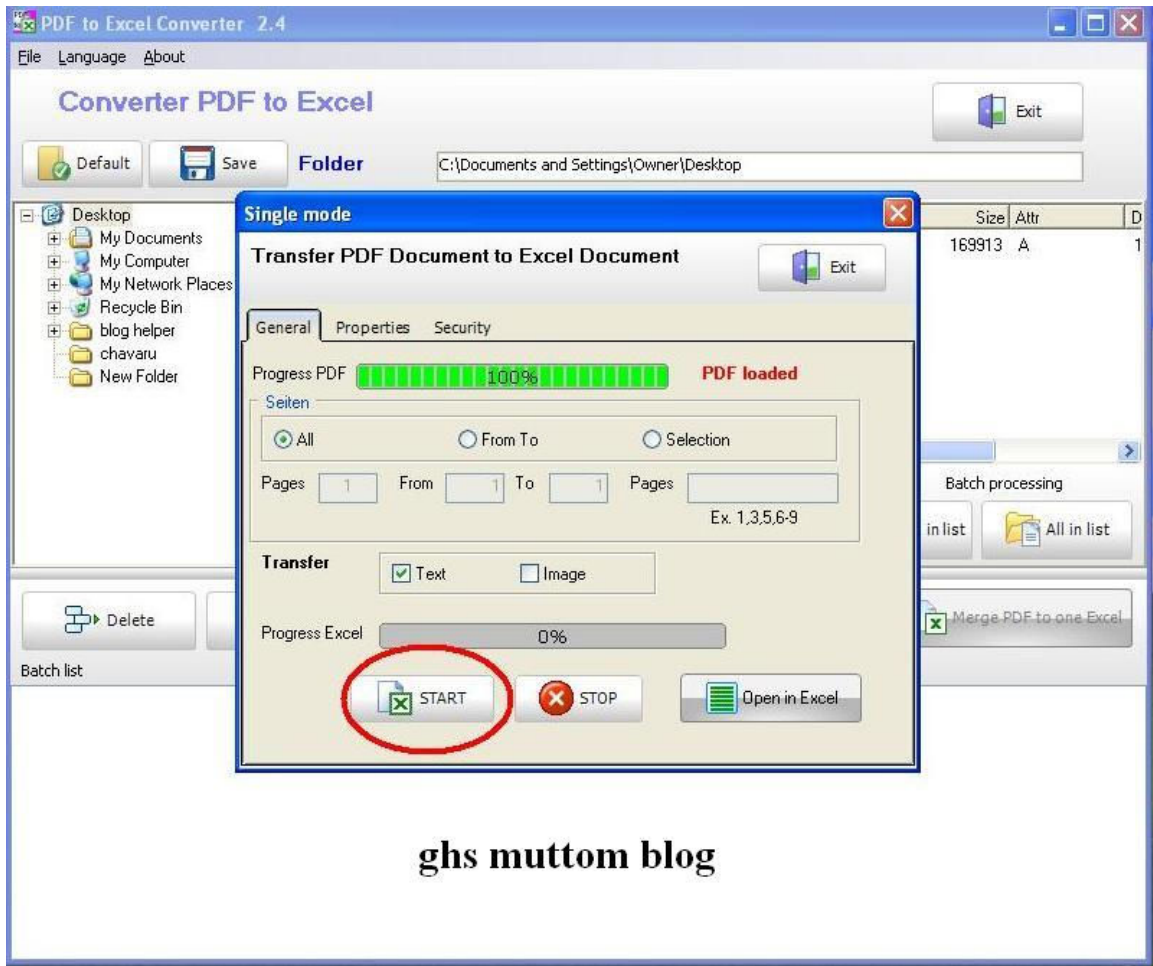 PDF to Excel Converter 2.4
File Language About
Converter PDF to Excel
Exit
Default Save Folder C:\Documents and Settings\Owner\Desktop
Desktop
My Documents
My Computer
My Network Places
Recycle Bin
blog helper
chavaru
New Folder
Size Attr D
169913 A 1
Single mode
Transfer PDF Document to Excel Document
Exit
General Properties Security
Progress PDF 100% PDF loaded
Seiten
All From To Selection
Pages 1 From 1 To 1 Pages
Ex. 1,3,5,6-9
Transfer Text Image
Progress Excel 0%
START STOP Open in Excel
Batch processing
in list All in list
Delete Merge PDF to one Excel
Batch list
ghs muttom blog